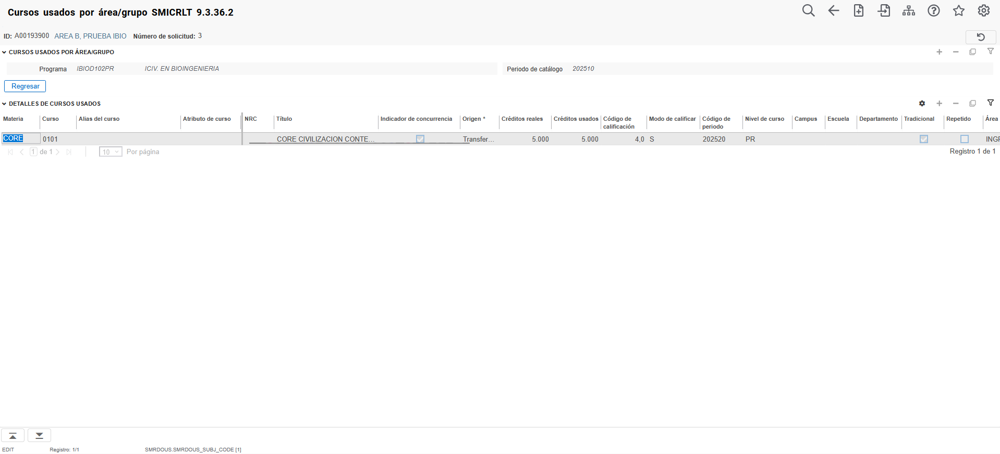 Cursos usados por área/grupo SMICRLT 9.3.36.2
ID: A00193900 AREA B, PRUEBA IBIO Número de solicitud: 3
CURSOS USADOS POR ÁREA/GRUPO
Programa IBIOD102PR ICIV. EN BIOINGENIERIA Periodo de catálogo 202510
Regresar
DETALLES DE CURSOS USADOS
Materia Curso Alias del curso Atributo de curso NRC Título Indicador de concurrencia Origen * Créditos reales Créditos usados Código de calificación Modo de calificar Código de periodo Nivel de curso Campus Escuela Departamento Tradicional Repetido Área
CORE 0101 CORE CIVILIZACION CONTE... Transfer... 5.000 5.000 4,0 S 202520 PR
1 de 1 10 Por página Registro 1 de 1
EDIT Registro: 1/1 SMRDOUS.SMRDOUS_SUBJ_CODE [1]